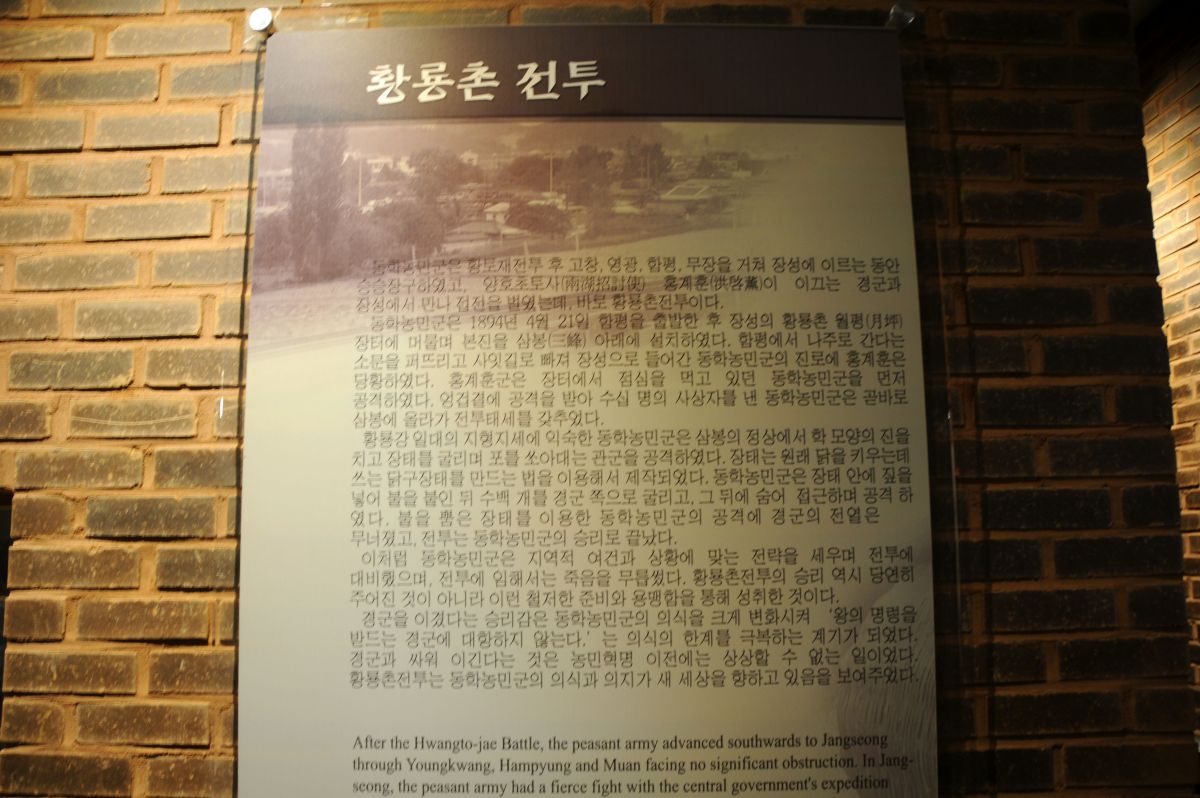 황룡촌 전투
동학농민군은 황토재전투 후 고창, 영광, 함평, 무장을 거쳐 장성에 이르는 동안
승승장구하였고, 양호초토사(兩湖招討使) 홍계훈(洪啓薰)이 이끄는 경군과
장성에서 만나 접전을 벌였는데, 바로 황룡촌전투이다.
동학농민군은 1894년 4월 21일 함평을 출발한 후 장성의 황룡촌 월평(月坪)
장터에 머물며 본진을 삼봉(三峰) 아래에 설치하였다. 함평에서 나주로 간다는
소문을 퍼뜨리고 사잇길로 빠져 장성으로 들어간 동학농민군의 진로에 홍계훈은
당황하였다. 홍계훈군은 장터에서 점심을 먹고 있던 동학농민군을 먼저
공격하였다. 엉겁결에 공격을 받아 수십 명의 사상자를 낸 동학농민군은 곧바로
삼봉에 올라가 전투태세를 갖추었다.
황룡강 일대의 지형지세에 익숙한 동학농민군은 삼봉의 정상에서 학 모양의 진을
치고 장태를 굴리며 포를 쏘아대는 관군을 공격하였다. 장태는 원래 닭을 키우는데
쓰는 닭구장태를 만드는 법을 이용해서 제작되었다. 동학농민군은 장태 안에 짚을
넣어 불을 붙인 뒤 수백 개를 경군 쪽으로 굴리고, 그 뒤에 숨어 접근하며 공격 하
였다. 불을 뿜은 장태를 이용한 동학농민군의 공격에 경군의 전열은
무너졌고, 전투는 동학농민군의 승리로 끝났다.
이처럼 동학농민군은 지역적 여건과 상황에 맞는 전략을 세우며 전투에
대비했으며, 전투에 임해서는 죽음을 무릅썼다. 황룡촌전투의 승리 역시 당연히
주어진 것이 아니라 이런 철저한 준비와 용맹함을 통해 성취한 것이다.
경군을 이겼다는 승리감은 동학농민군의 의식을 크게 변화시켜 '왕의 명령을
받드는 경군에 대항하지 않는다.' 는 의식의 한계를 극복하는 계기가 되었다.
경군과 싸워 이긴다는 것은 농민혁명 이전에는 상상할 수 없는 일이었다.
황룡촌전투는 동학농민군의 의식과 의지가 새 세상을 향하고 있음을 보여주었다.
After the Hwangto-jae Battle, the peasant army advanced southwards to Jangseong
through Youngkwang, Hampyung and Muan facing no significant obstruction. In Jang-
seong, the peasant army had a fierce fight with the central government's expedition